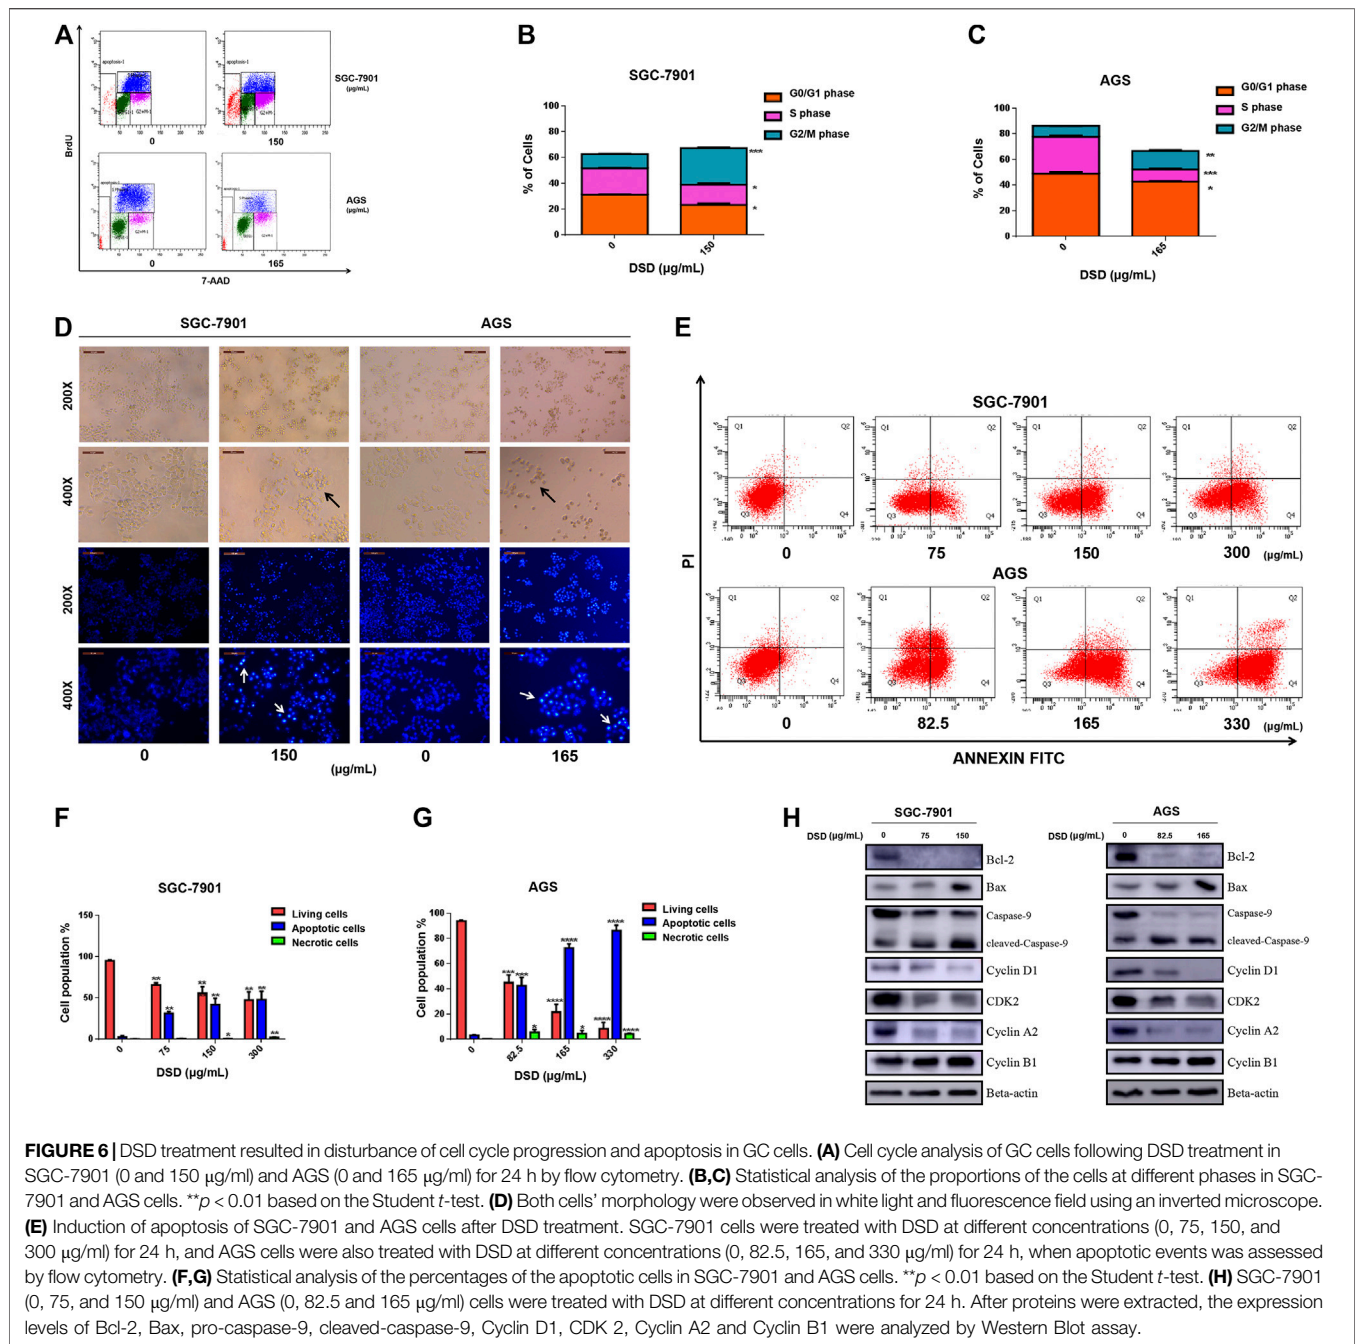 A
apoptosis-1
SGC-7901
(µg/mL)
BrdU
0
150
AGS
(µg/mL)
0
165
7-AAD
B
SGC-7901
G0/G1 phase
S phase
G2/M phase
% of Cells
100
80
60
40
20
0
***
*
*
0
150
DSD (µg/mL)
C
AGS
G0/G1 phase
S phase
G2/M phase
% of Cells
100
80
60
40
20
0
**
***
*
0
165
DSD (µg/mL)
D
SGC-7901
AGS
200X
400X
200X
400X
0
150
0
165
(µg/mL)
E
SGC-7901
Q1
Q2
Q3
Q4
0
75
150
300
(µg/mL)
PI
AGS
Q1
Q2
Q3
Q4
0
82.5
165
330
(µg/mL)
ANNEXIN FITC
F
SGC-7901
Living cells
Apoptotic cells
Necrotic cells
Cell population %
150
100
50
0
** ** ** ** * ** ** **
0
75
150
300
DSD (µg/mL)
G
AGS
Living cells
Apoptotic cells
Necrotic cells
Cell population %
100
80
60
40
20
0
*** *** * **** **** * **** **** ****
0
82.5
165
330
DSD (µg/mL)
H
SGC-7901
DSD (µg/mL) 0 75 150
Bcl-2
Bax
Caspase-9
cleaved-Caspase-9
Cyclin D1
CDK2
Cyclin A2
Cyclin B1
Beta-actin
AGS
DSD (µg/mL) 0 82.5 165
Bcl-2
Bax
Caspase-9
cleaved-Caspase-9
Cyclin D1
CDK2
Cyclin A2
Cyclin B1
Beta-actin
FIGURE 6 | DSD treatment resulted in disturbance of cell cycle progression and apoptosis in GC cells. (A) Cell cycle analysis of GC cells following DSD treatment in
SGC-7901 (0 and 150 μg/ml) and AGS (0 and 165 μg/ml) for 24 h by flow cytometry. (B,C) Statistical analysis of the proportions of the cells at different phases in SGC-
7901 and AGS cells. **p < 0.01 based on the Student t-test. (D) Both cells’ morphology were observed in white light and fluorescence field using an inverted microscope.
(E) Induction of apoptosis of SGC-7901 and AGS cells after DSD treatment. SGC-7901 cells were treated with DSD at different concentrations (0, 75, 150, and
300 μg/ml) for 24 h, and AGS cells were also treated with DSD at different concentrations (0, 82.5, 165, and 330 μg/ml) for 24 h, when apoptotic events was assessed
by flow cytometry. (F,G) Statistical analysis of the percentages of the apoptotic cells in SGC-7901 and AGS cells. **p < 0.01 based on the Student t-test. (H) SGC-7901
(0, 75, and 150 μg/ml) and AGS (0, 82.5 and 165 μg/ml) cells were treated with DSD at different concentrations for 24 h. After proteins were extracted, the expression
levels of Bcl-2, Bax, pro-caspase-9, cleaved-caspase-9, Cyclin D1, CDK 2, Cyclin A2 and Cyclin B1 were analyzed by Western Blot assay.